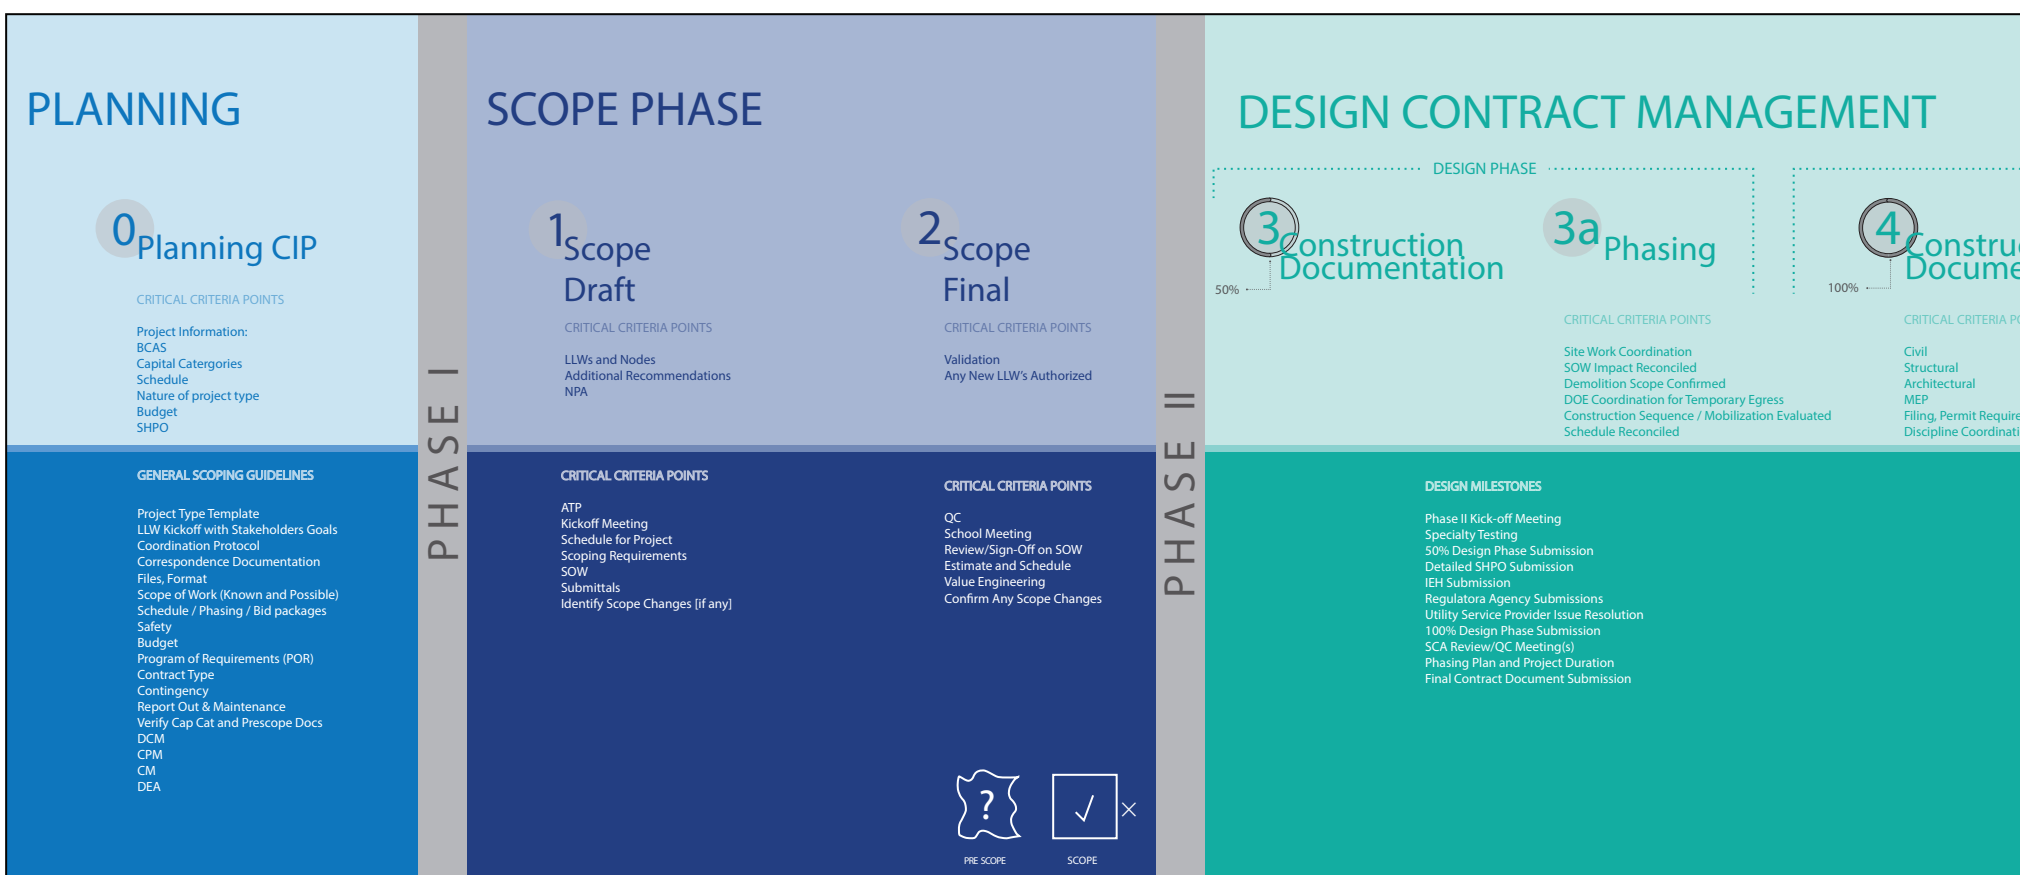 PLANNING
0
Planning CIP
CRITICAL CRITERIA POINTS
Project Information:
BCAS
Capital Catergories
Schedule
Nature of project type
Budget
SHPO
GENERAL SCOPING GUIDELINES
Project Type Template
LLW Kickoff with Stakeholders Goals
Coordination Protocol
Correspondence Documentation
Files, Format
Scope of Work (Known and Possible)
Schedule / Phasing / Bid packages
Safety
Budget
Program of Requirements (POR)
Contract Type
Contingency
Report Out & Maintenance
Verify Cap Cat and Prescope Docs
DCM
CPM
CM
DEA
PHASE I
SCOPE PHASE
1
Scope
Draft
CRITICAL CRITERIA POINTS
LLWs and Nodes
Additional Recommendations
NPA
CRITICAL CRITERIA POINTS
ATP
Kickoff Meeting
Schedule for Project
Scoping Requirements
SOW
Submittals
Identify Scope Changes [if any]
2
Scope
Final
CRITICAL CRITERIA POINTS
Validation
Any New LLW's Authorized
CRITICAL CRITERIA POINTS
QC
School Meeting
Review/Sign-Off on SOW
Estimate and Schedule
Value Engineering
Confirm Any Scope Changes
?
PRE SCOPE
SCOPE
PHASE II
DESIGN CONTRACT MANAGEMENT
DESIGN PHASE
3
Construction
Documentation
50%
3a
Phasing
CRITICAL CRITERIA POINTS
Site Work Coordination
SOW Impact Reconciled
Demolition Scope Confirmed
DOE Coordination for Temporary Egress
Construction Sequence / Mobilization Evaluated
Schedule Reconciled
4
Constru
Docume
100%
CRITICAL CRITERIA PO
Civil
Structural
Architectural
MEP
Filing, Permit Require
Discipline Coordinati
DESIGN MILESTONES
Phase II Kick-off Meeting
Specialty Testing
50% Design Phase Submission
Detailed SHPO Submission
IEH Submission
Regulatora Agency Submissions
Utility Service Provider Issue Resolution
100% Design Phase Submission
SCA Review/QC Meeting(s)
Phasing Plan and Project Duration
Final Contract Document Submission